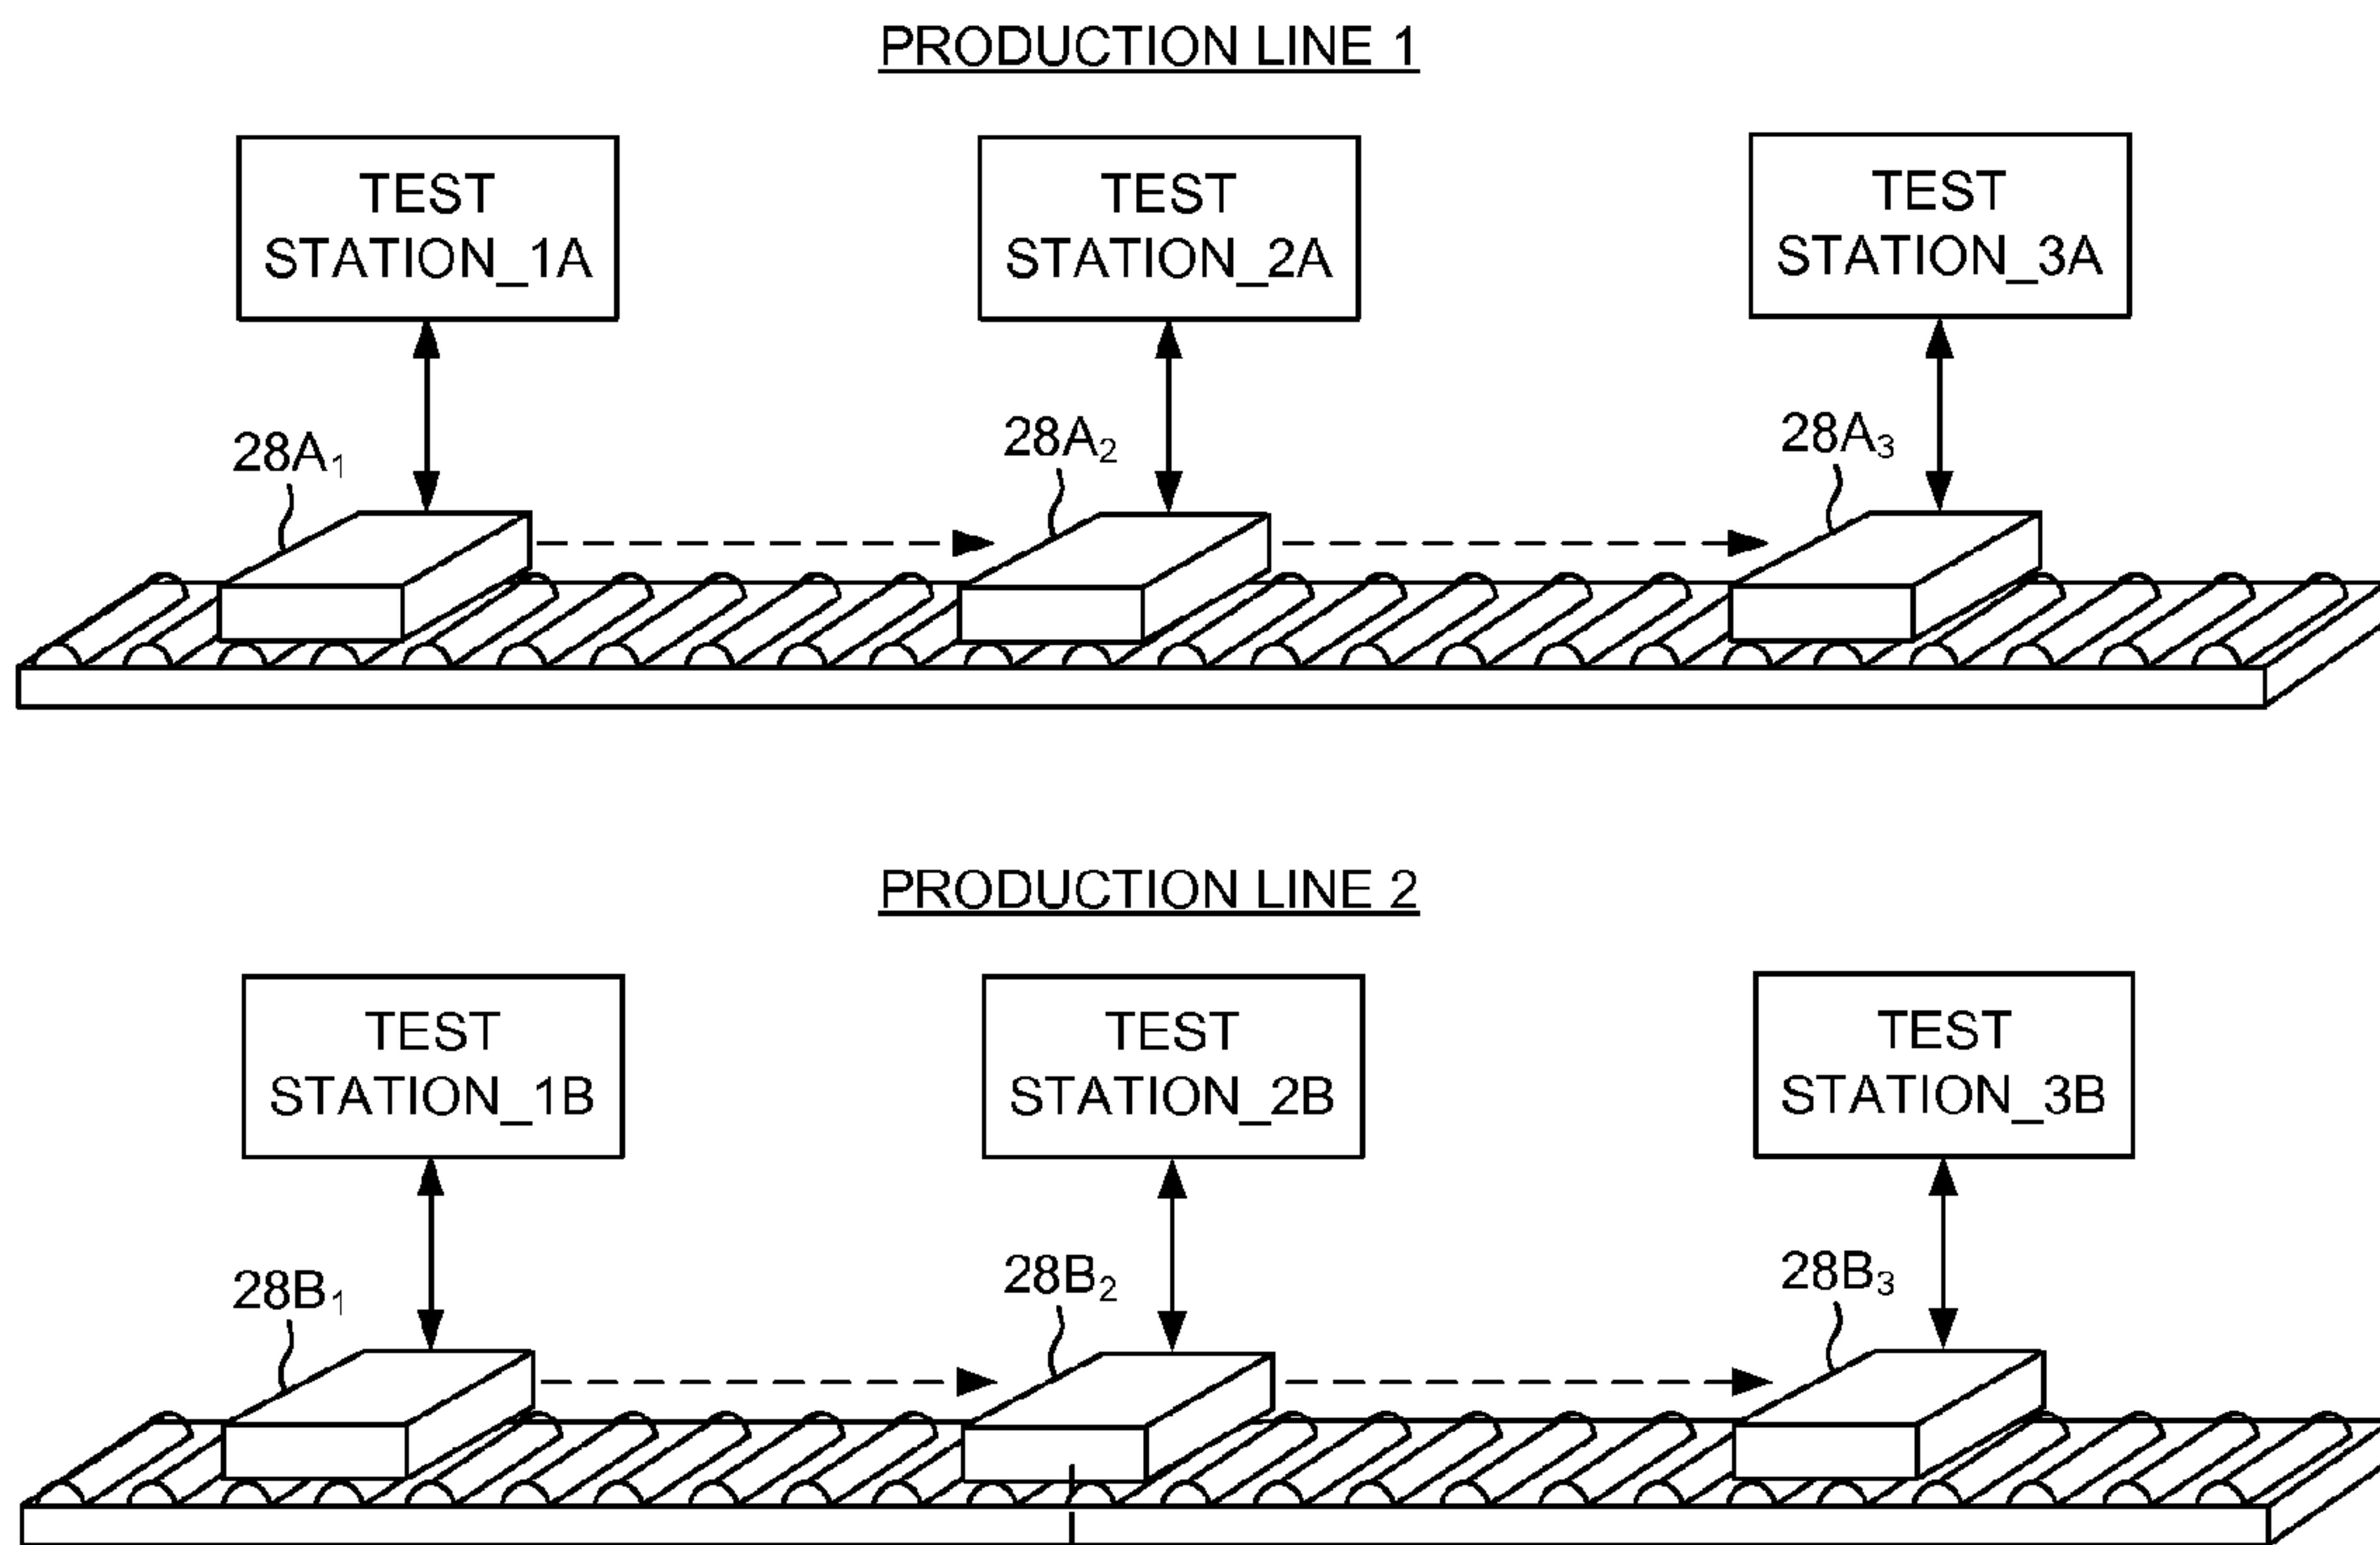 PRODUCTION LINE 1
TEST
STATION_1A
TEST
STATION_2A
TEST
STATION_3A
28A₁
28A₂
28A₃
PRODUCTION LINE 2
TEST
STATION_1B
TEST
STATION_2B
TEST
STATION_3B
28B₁
28B₂
28B₃